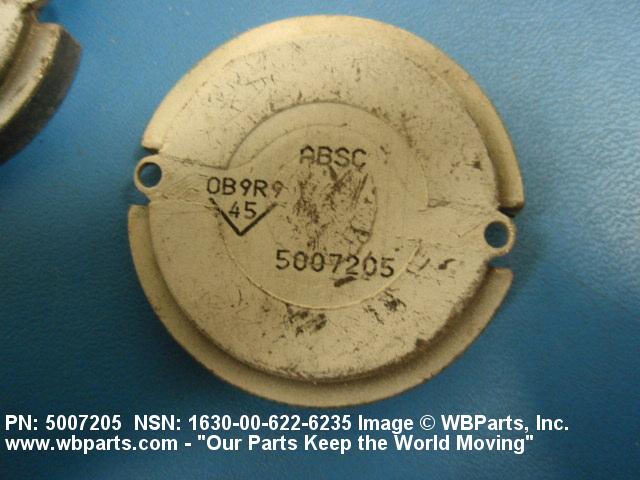 ABSC
0B9R9
45
5007205
PN: 5007205 NSN: 1630-00-622-6235 Image © WBParts, Inc.
www.wbparts.com - "Our Parts Keep the World Moving"